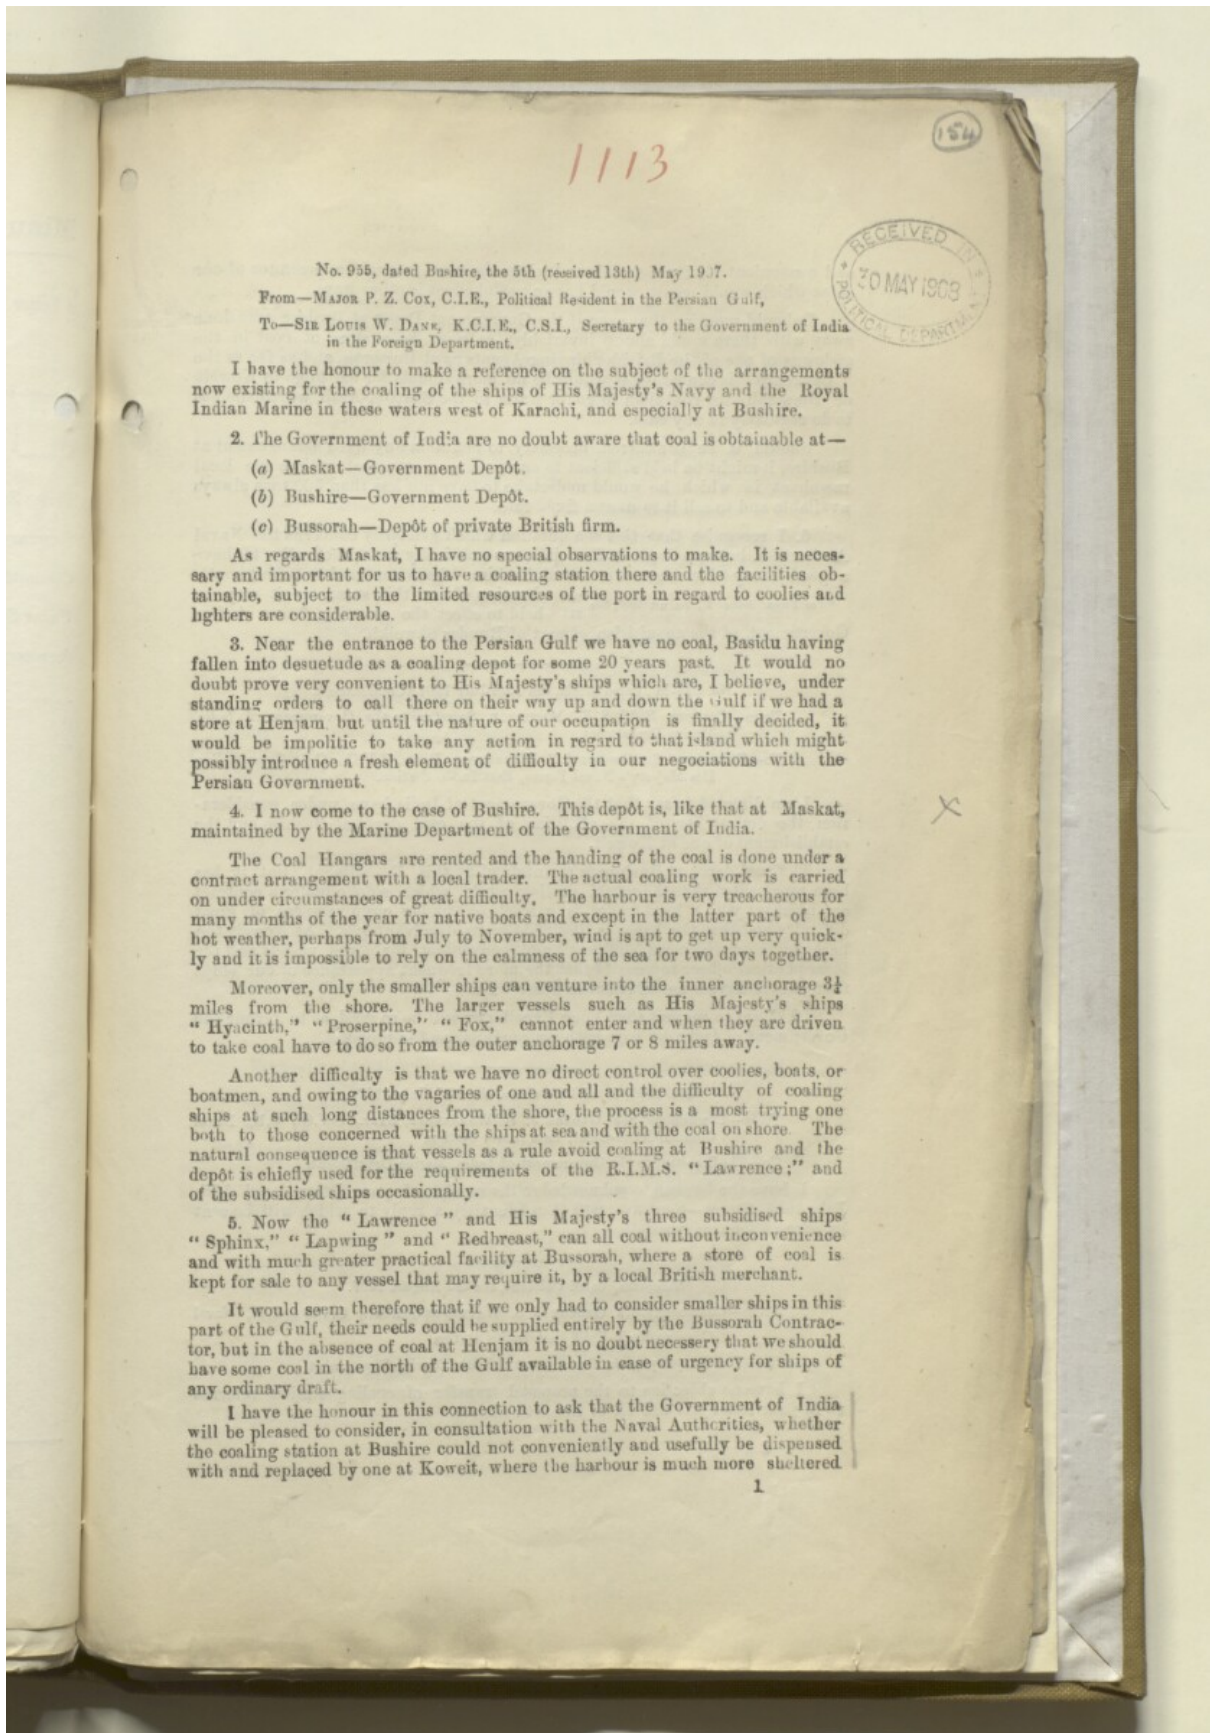 154
1113
RECEIVED IN
30 MAY 1908
POLITICAL DEPARTMENT
No. 955, dated Bushire, the 5th (received 13th) May 1907.
From—MAJOR P. Z. COX, C.I.E., Political Resident in the Persian Gulf,
To—SIR LOUIS W. DANE, K.C.I.E., C.S.I., Secretary to the Government of India
in the Foreign Department.
I have the honour to make a reference on the subject of the arrangements
now existing for the coaling of the ships of His Majesty's Navy and the Royal
Indian Marine in these waters west of Karachi, and especially at Bushire.
2. The Government of India are no doubt aware that coal is obtainable at—
(a) Maskat—Government Depôt.
(b) Bushire—Government Depôt.
(c) Bussorah—Depôt of private British firm.
As regards Maskat, I have no special observations to make. It is neces-
sary and important for us to have a coaling station there and the facilities ob-
tainable, subject to the limited resources of the port in regard to coolies and
lighters are considerable.
3. Near the entrance to the Persian Gulf we have no coal, Basidu having
fallen into desuetude as a coaling depot for some 20 years past. It would no
doubt prove very convenient to His Majesty's ships which are, I believe, under
standing orders to call there on their way up and down the Gulf if we had a
store at Henjam but until the nature of our occupation is finally decided, it
would be impolitic to take any action in regard to that island which might
possibly introduce a fresh element of difficulty in our negociations with the
Persian Government.
4. I now come to the case of Bushire. This depôt is, like that at Maskat,
maintained by the Marine Department of the Government of India.
The Coal Hangars are rented and the handing of the coal is done under a
contract arrangement with a local trader. The actual coaling work is carried
on under circumstances of great difficulty. The harbour is very treacherous for
many months of the year for native boats and except in the latter part of the
hot weather, perhaps from July to November, wind is apt to get up very quick-
ly and it is impossible to rely on the calmness of the sea for two days together.
Moreover, only the smaller ships can venture into the inner anchorage 3¼
miles from the shore. The larger vessels such as His Majesty's ships
"Hyacinth," "Proserpine," "Fox," cannot enter and when they are driven
to take coal have to do so from the outer anchorage 7 or 8 miles away.
Another difficulty is that we have no direct control over coolies, boats, or
boatmen, and owing to the vagaries of one and all and the difficulty of coaling
ships at such long distances from the shore, the process is a most trying one
both to those concerned with the ships at sea and with the coal on shore. The
natural consequence is that vessels as a rule avoid coaling at Bushire and the
depôt is chiefly used for the requirements of the R.I.M.S. "Lawrence;" and
of the subsidised ships occasionally.
5. Now the "Lawrence" and His Majesty's three subsidised ships
"Sphinx," "Lapwing" and "Redbreast," can all coal without inconvenience
and with much greater practical facility at Bussorah, where a store of coal is
kept for sale to any vessel that may require it, by a local British merchant.
It would seem therefore that if we only had to consider smaller ships in this
part of the Gulf, their needs could be supplied entirely by the Bussorah Contrac-
tor, but in the absence of coal at Henjam it is no doubt necessery that we should
have some coal in the north of the Gulf available in case of urgency for ships of
any ordinary draft.
I have the honour in this connection to ask that the Government of India
will be pleased to consider, in consultation with the Naval Authorities, whether
the coaling station at Bushire could not conveniently and usefully be dispensed
with and replaced by one at Koweit, where the harbour is much more sheltered
1